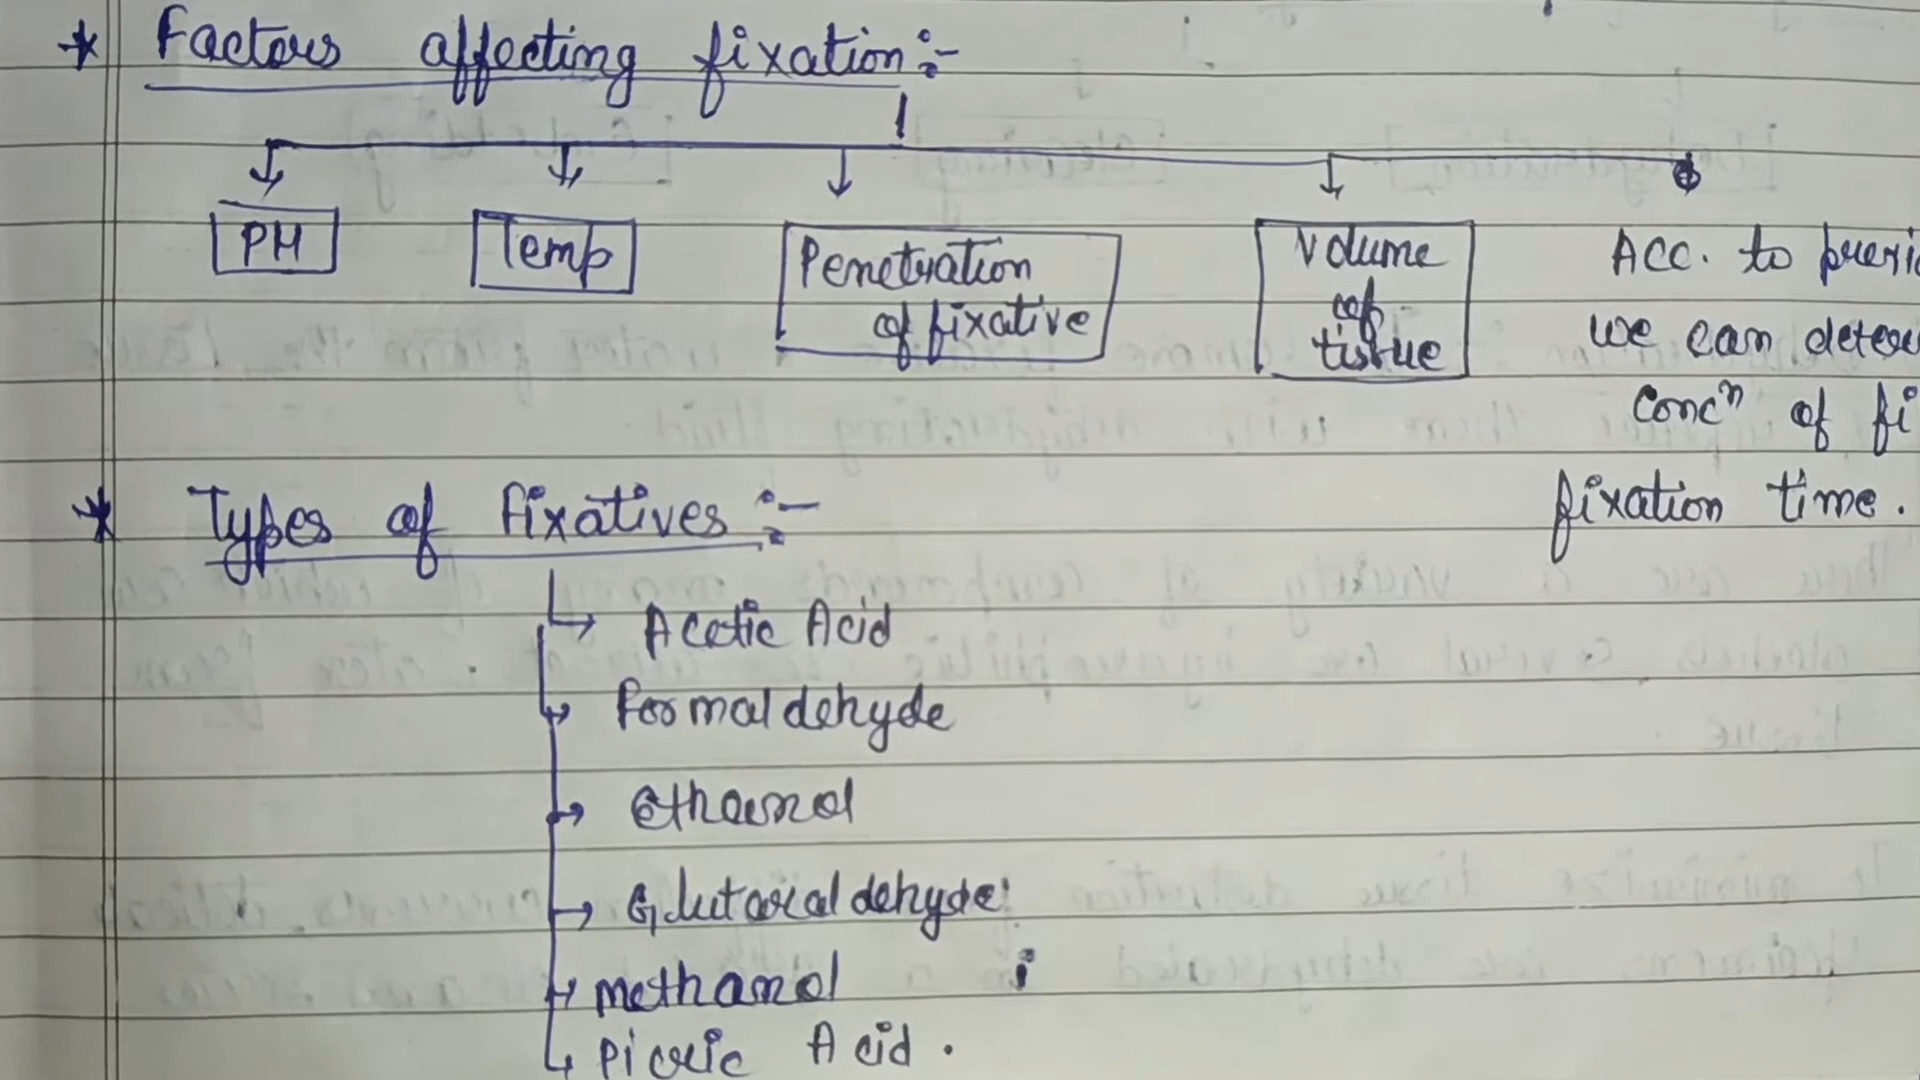 * Factors affecting fixation :-
PH
Temp
Penetration
of fixative
Volume
of
tissue
Acc. to
we can
concⁿ of
fixation time.
* Types of fixatives :-
Acetic Acid
Formaldehyde
Ethanol
Glutaraldehyde
methanol
Picric Acid.